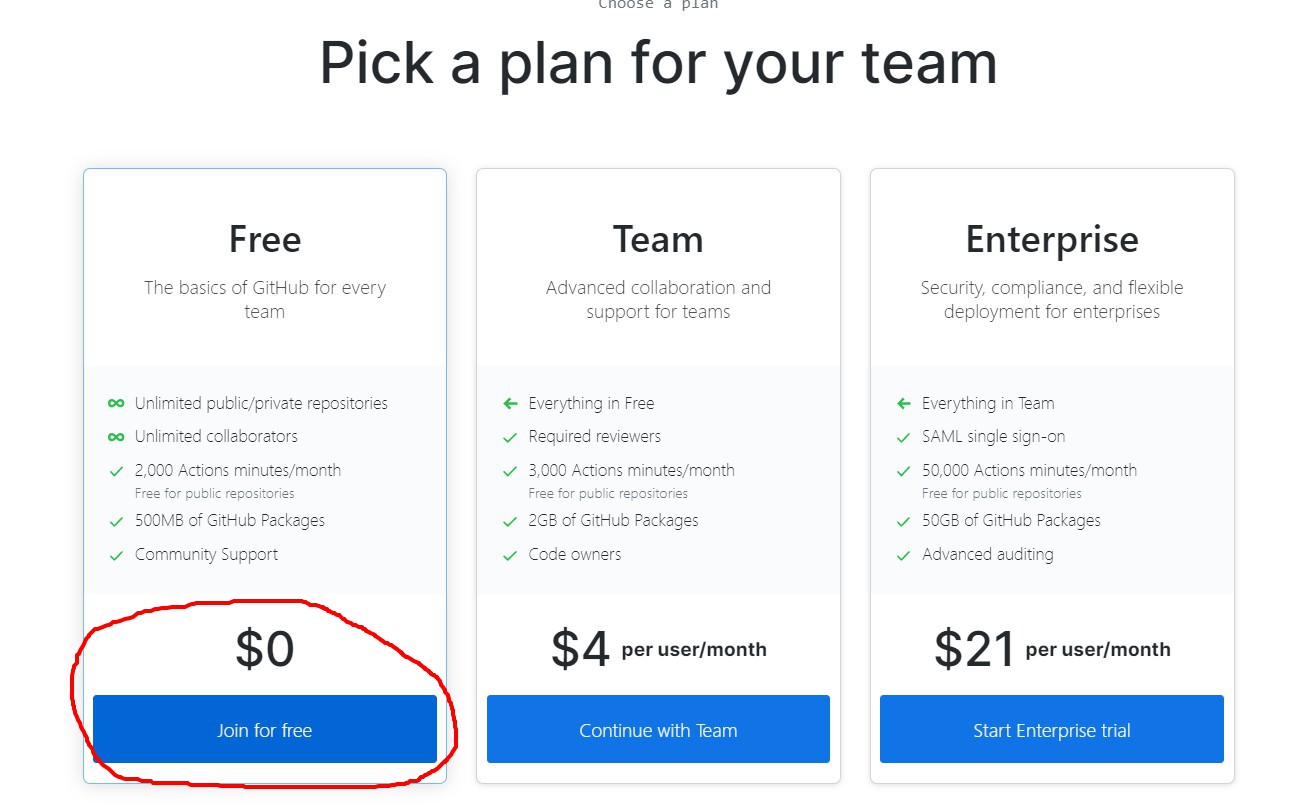 Choose a plan
Pick a plan for your team
Free
The basics of GitHub for every
team
Unlimited public/private repositories
Unlimited collaborators
2,000 Actions minutes/month
Free for public repositories
500MB of GitHub Packages
Community Support
$0
Join for free
Team
Advanced collaboration and
support for teams
Everything in Free
Required reviewers
3,000 Actions minutes/month
Free for public repositories
2GB of GitHub Packages
Code owners
$4 per user/month
Continue with Team
Enterprise
Security, compliance, and flexible
deployment for enterprises
Everything in Team
SAML single sign-on
50,000 Actions minutes/month
Free for public repositories
50GB of GitHub Packages
Advanced auditing
$21 per user/month
Start Enterprise trial